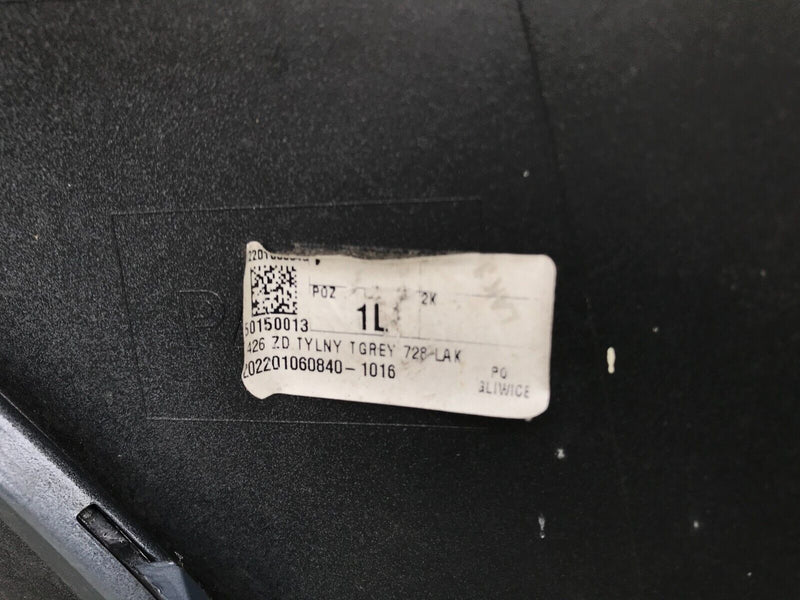 POZ 2K
1L
50150013
426 ZD TYLNY TGREY 728-LAK
202201060840-1016
PO
GLIWICE